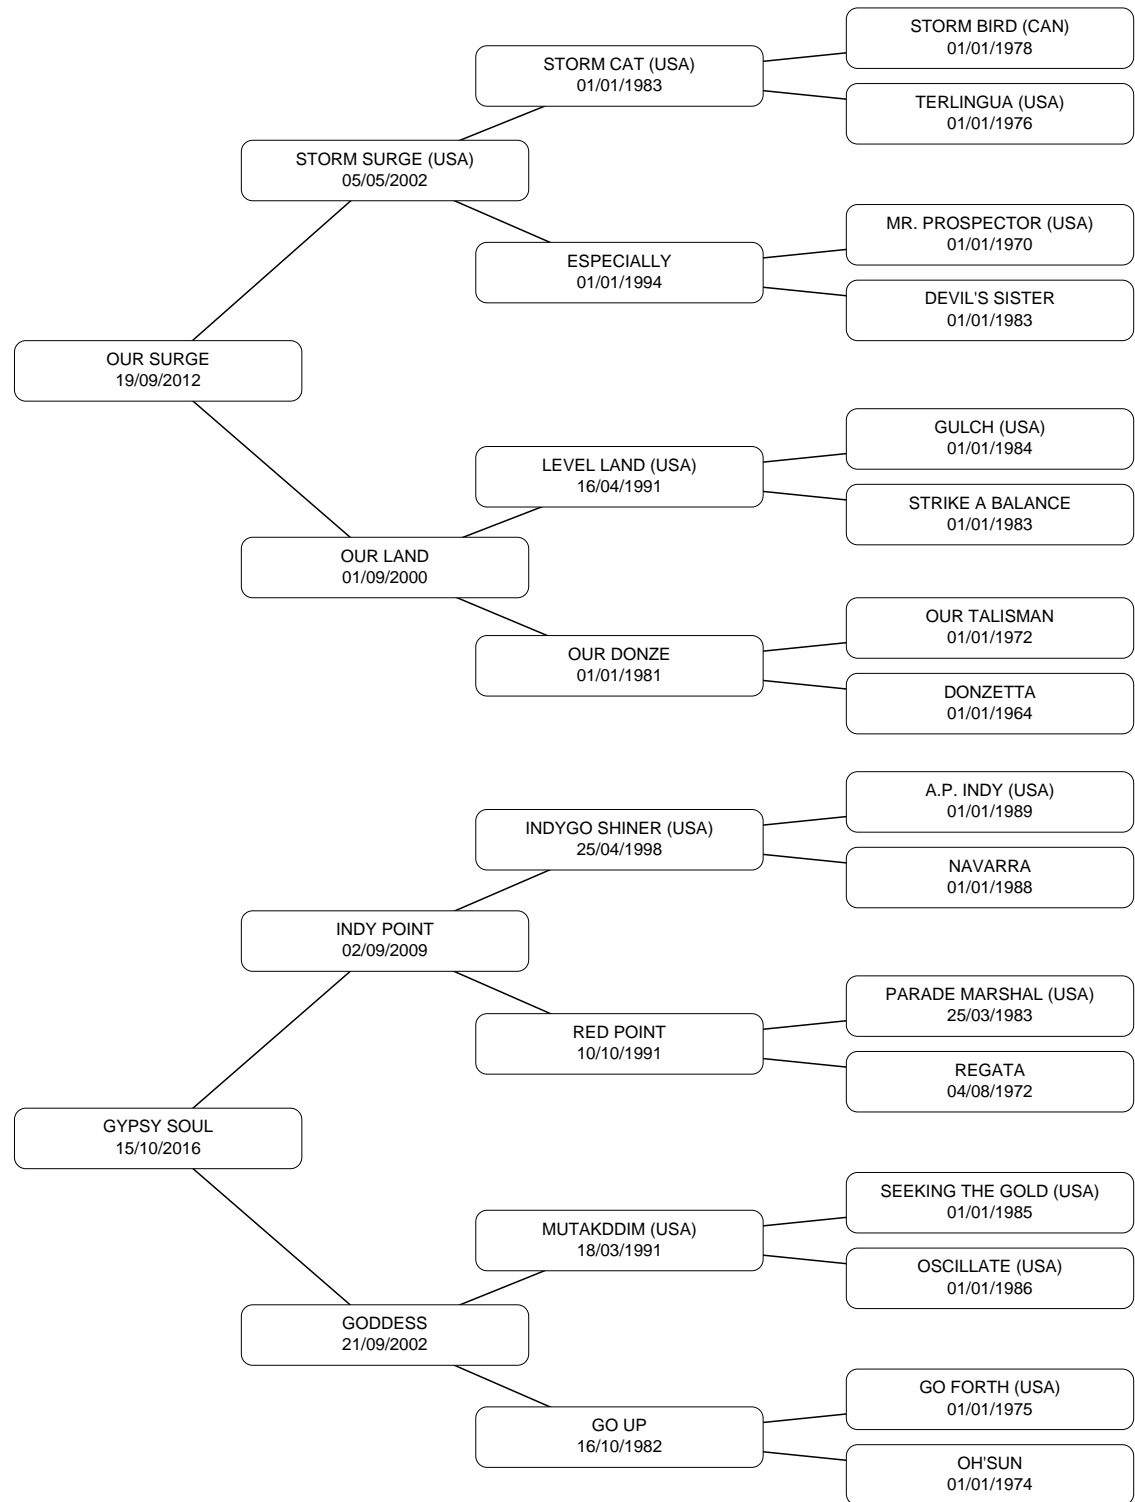 STORM BIRD (CAN)
01/01/1978
STORM CAT (USA)
01/01/1983
TERLINGUA (USA)
01/01/1976
STORM SURGE (USA)
05/05/2002
MR. PROSPECTOR (USA)
01/01/1970
ESPECIALLY
01/01/1994
DEVIL'S SISTER
01/01/1983
OUR SURGE
19/09/2012
GULCH (USA)
01/01/1984
LEVEL LAND (USA)
16/04/1991
STRIKE A BALANCE
01/01/1983
OUR LAND
01/09/2000
OUR TALISMAN
01/01/1972
OUR DONZE
01/01/1981
DONZETTA
01/01/1964
A.P. INDY (USA)
01/01/1989
INDYGO SHINER (USA)
25/04/1998
NAVARRA
01/01/1988
INDY POINT
02/09/2009
PARADE MARSHAL (USA)
25/03/1983
RED POINT
10/10/1991
REGATA
04/08/1972
GYPSY SOUL
15/10/2016
SEEKING THE GOLD (USA)
01/01/1985
MUTAKDDIM (USA)
18/03/1991
OSCILLATE (USA)
01/01/1986
GODDESS
21/09/2002
GO FORTH (USA)
01/01/1975
GO UP
16/10/1982
OH'SUN
01/01/1974